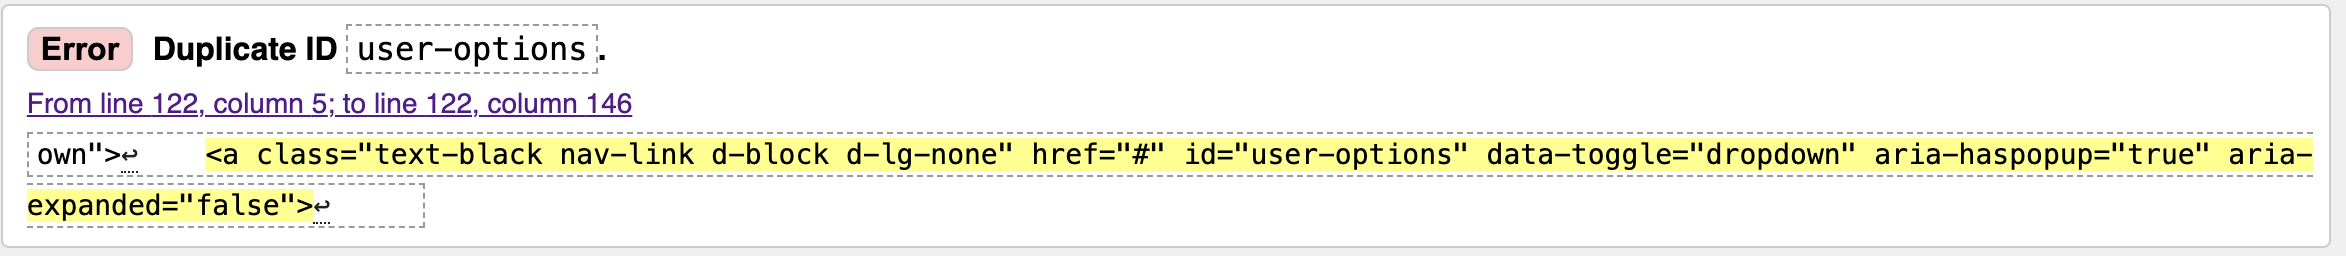 Error Duplicate ID user-options.
From line 122, column 5; to line 122, column 146
own">↩ <a class="text-black nav-link d-block d-lg-none" href="#" id="user-options" data-toggle="dropdown" aria-haspopup="true" aria-
expanded="false">↩